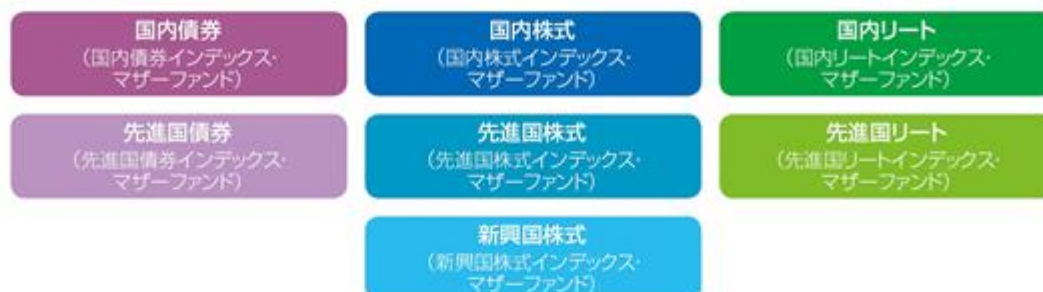 国内債券
（国内債券インデックス・
マザーファンド）
国内株式
（国内株式インデックス・
マザーファンド）
国内リート
（国内リートインデックス・
マザーファンド）
先進国債券
（先進国債券インデックス・
マザーファンド）
先進国株式
（先進国株式インデックス・
マザーファンド）
先進国リート
（先進国リートインデックス・
マザーファンド）
新興国株式
（新興国株式インデックス・
マザーファンド）